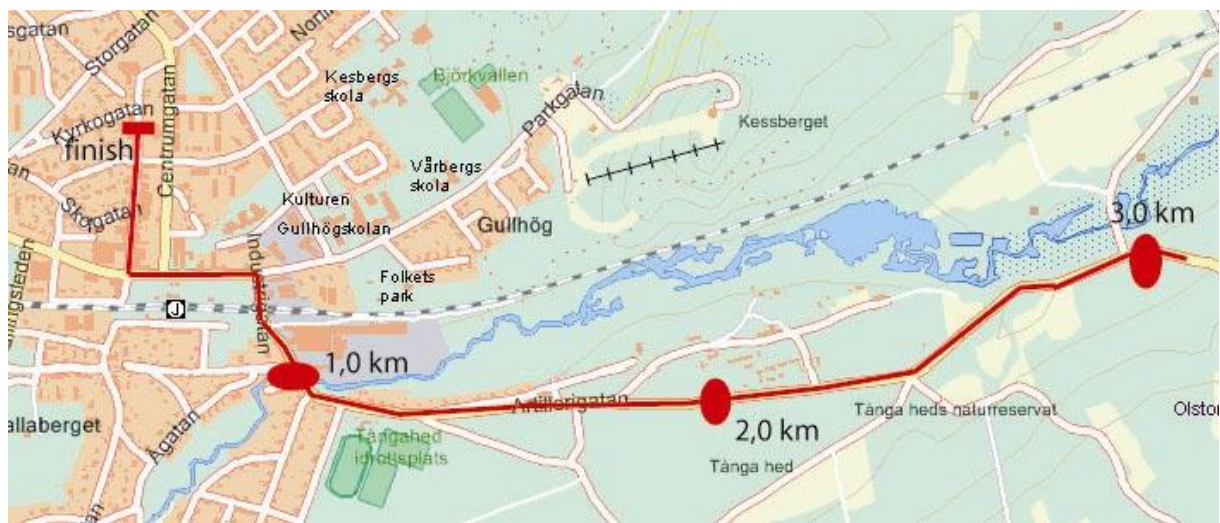 Storgatan
Kyrkogatan
finish
Centrumgatan
Skogatan
Kesbergs
skola
Björkvallen
Parkgatan
Kessberget
Vårbergs
skola
Kulturen
Gullhögskolan
Gullhög
Industrigatan
Folkets
park
J
3,0 km
1,0 km
Artillerigatan
2,0 km
Tånga heds naturreservat
Olstor
allaberget
Ågatan
Tångahed
idrottsplats
Tånga hed